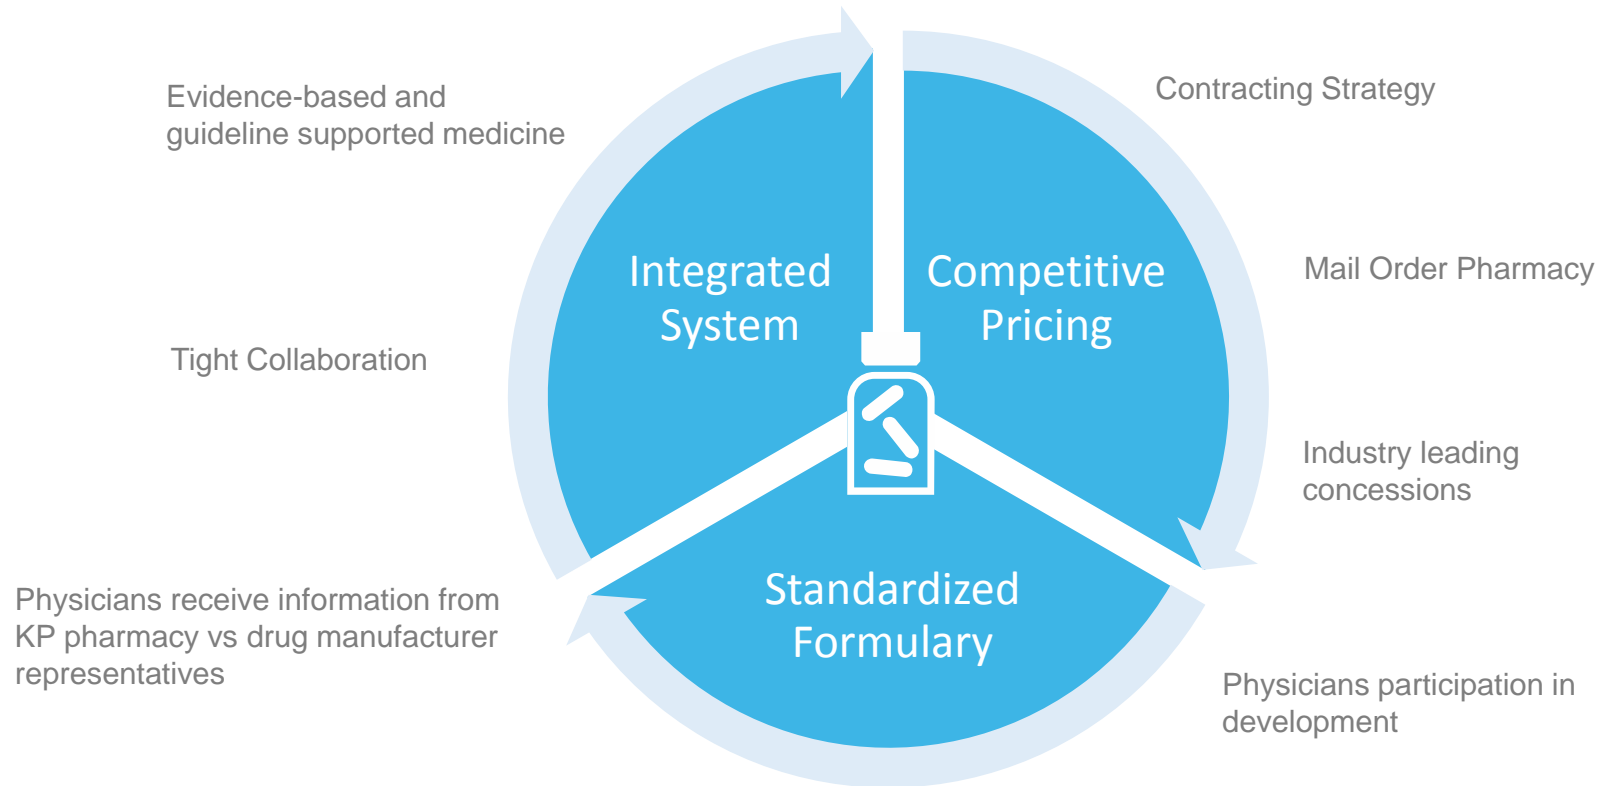 Evidence-based and
guideline supported medicine
Contracting Strategy
Integrated
System
Competitive
Pricing
Mail Order Pharmacy
Tight Collaboration
Industry leading
concessions
Standardized
Formulary
Physicians receive information from
KP pharmacy vs drug manufacturer
representatives
Physicians participation in
development